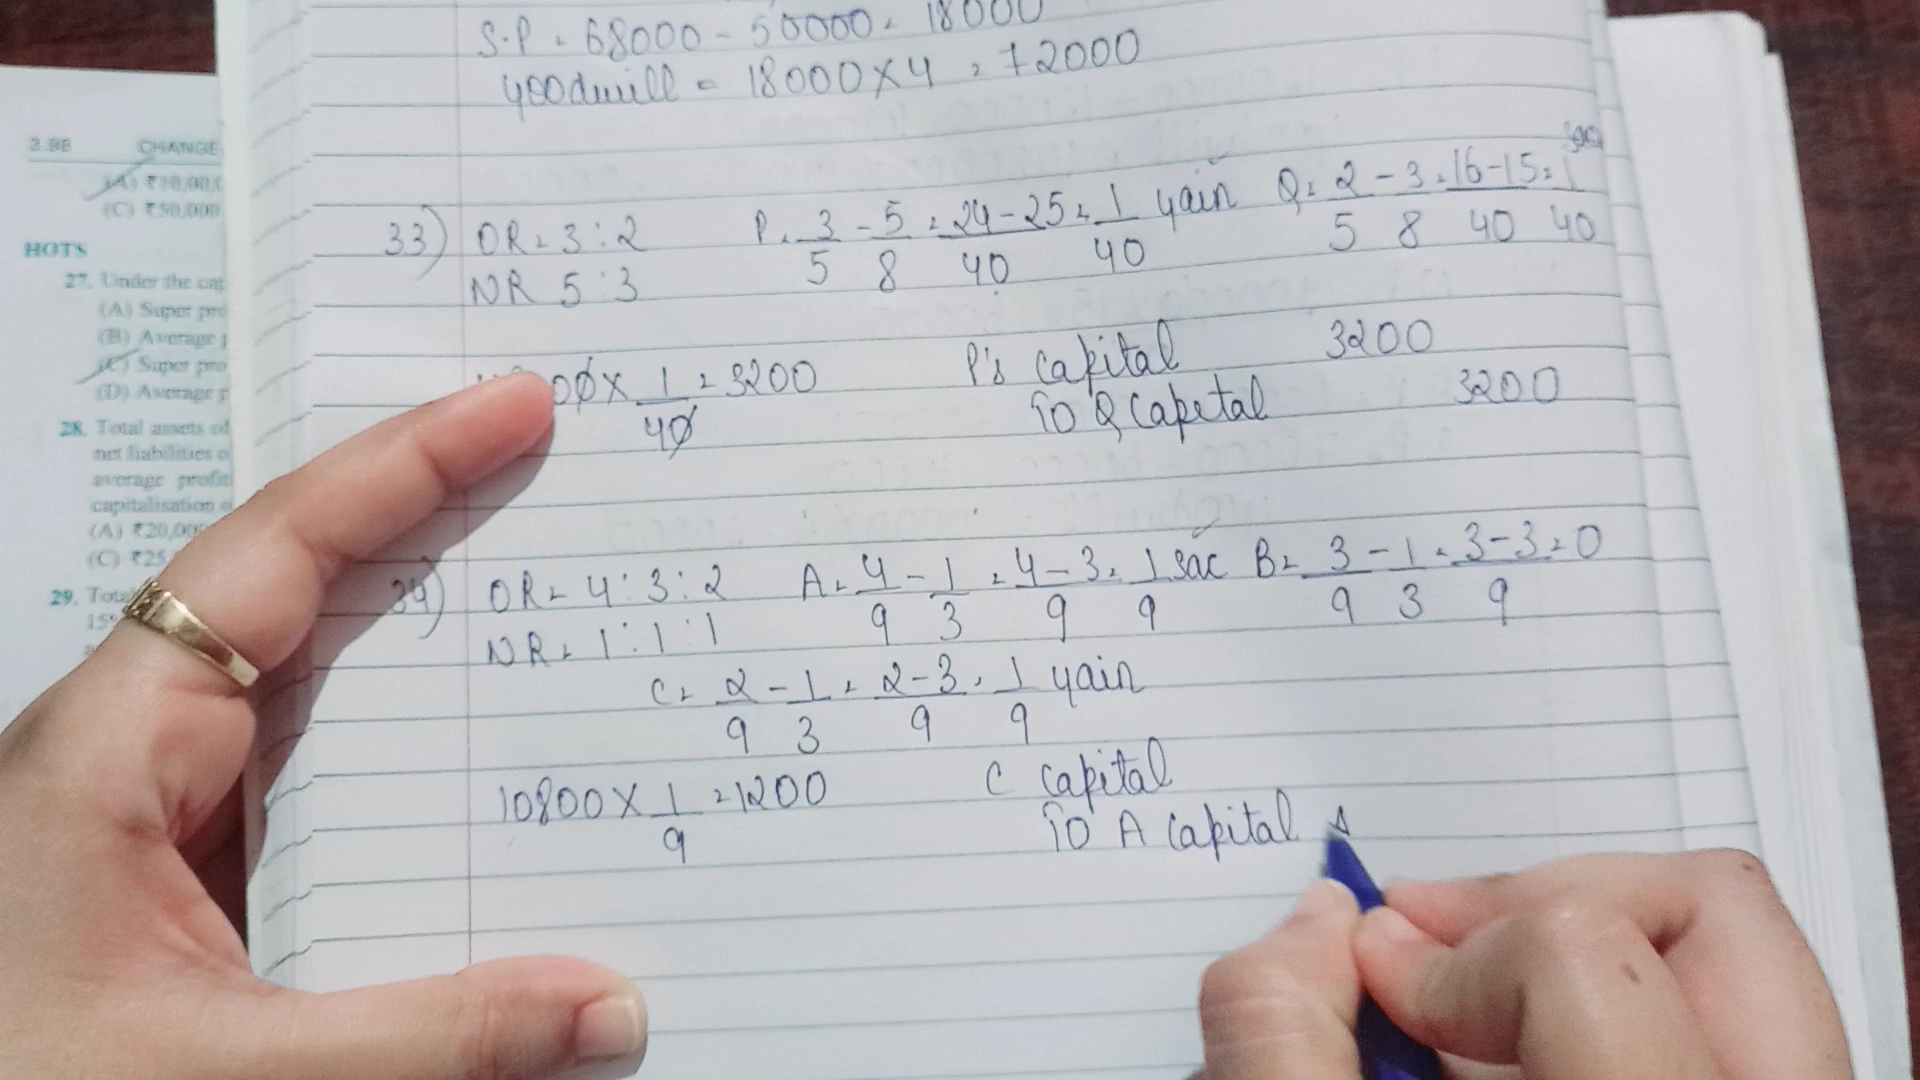 S.P = 68000 - 50000 = 18000
goodwill = 18000 X 4 = 72000
33) OR = 3 : 2 P = 3/5 - 5/8 = 24-25/40 = 1/40 gain Q = 2/5 - 3/8 = 16-15/40 = 1/40 sac
NR 5 : 3
00 X 1/40 = 3200 P's capital 3200
To Q capital 3200
34) OR = 4 : 3 : 2 A = 4/9 - 1/3 = 4-3/9 = 1/9 sac B = 3/9 - 1/3 = 3-3/9 = 0
NR = 1 : 1 : 1
C = 2/9 - 1/3 = 2-3/9 = 1/9 gain
10800 X 1/9 = 1200 C capital
To A capital
3.98 CHANGE
(A) ₹10,00
(C) ₹50,000
HOTS
27. Under the cap
(A) Super pro
(B) Average
(C) Super pro
(D) Average
28. Total assets of
net liabilities o
average profit
capitalisation o
(A) ₹20,00
(C) ₹25
29. Total
15